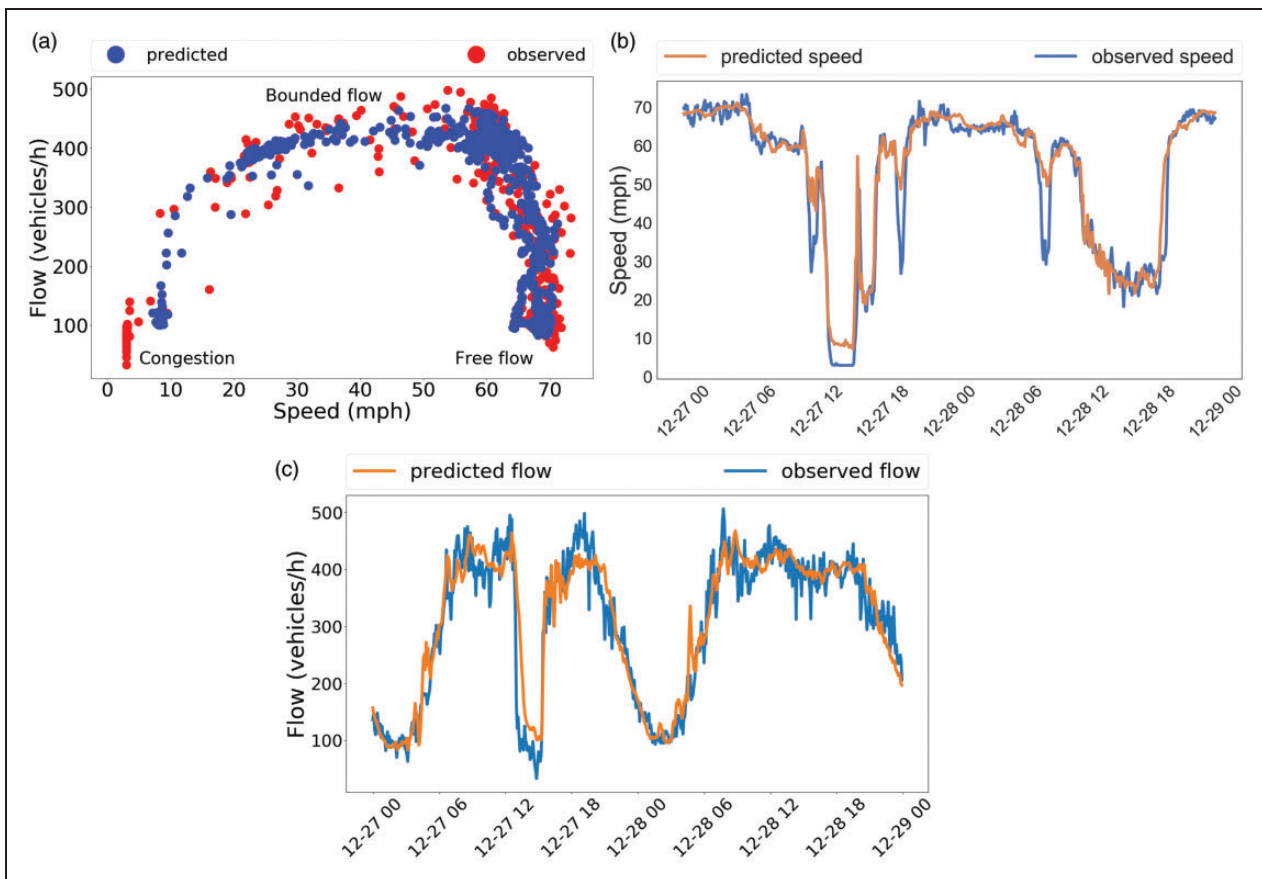 (a)
predicted
observed
500
400
300
200
100
Flow (vehicles/h)
Bounded flow
Congestion
Free flow
0
10
20
30
40
50
60
70
Speed (mph)
(b)
predicted speed
observed speed
70
60
50
40
30
20
10
0
Speed (mph)
12-27 00
12-27 06
12-27 12
12-27 18
12-28 00
12-28 06
12-28 12
12-28 18
12-29 00
(c)
predicted flow
observed flow
500
400
300
200
100
Flow (vehicles/h)
12-27 00
12-27 06
12-27 12
12-27 18
12-28 00
12-28 06
12-28 12
12-28 18
12-29 00